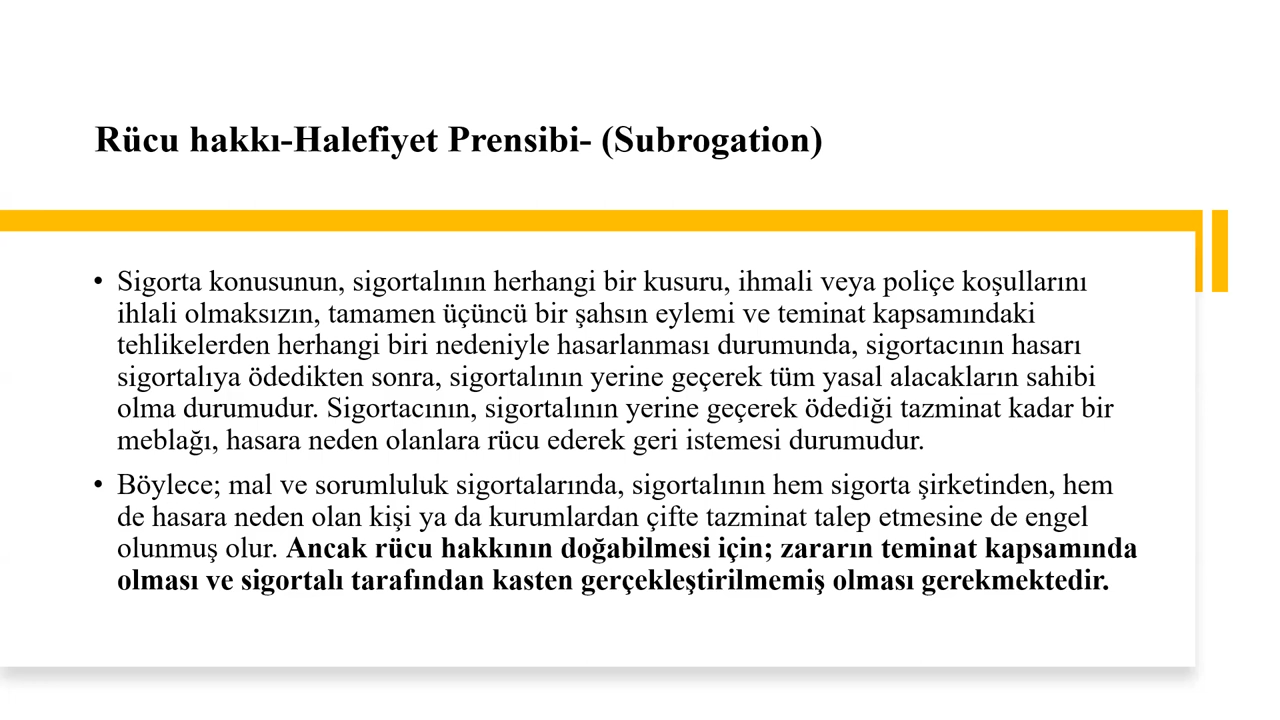 Rücu hakkı-Halefiyet Prensibi- (Subrogation)
• Sigorta konusunun, sigortalının herhangi bir kusuru, ihmali veya poliçe koşullarını
ihlali olmaksızın, tamamen üçüncü bir şahsın eylemi ve teminat kapsamındaki
tehlikelerden herhangi biri nedeniyle hasarlanması durumunda, sigortacının hasarı
sigortalıya ödedikten sonra, sigortalının yerine geçerek tüm yasal alacakların sahibi
olma durumudur. Sigortacının, sigortalının yerine geçerek ödediği tazminat kadar bir
meblağı, hasara neden olanlara rücu ederek geri istemesi durumudur.
• Böylece; mal ve sorumluluk sigortalarında, sigortalının hem sigorta şirketinden, hem
de hasara neden olan kişi ya da kurumlardan çifte tazminat talep etmesine de engel
olunmuş olur. Ancak rücu hakkının doğabilmesi için; zararın teminat kapsamında
olması ve sigortalı tarafından kasten gerçekleştirilmemiş olması gerekmektedir.